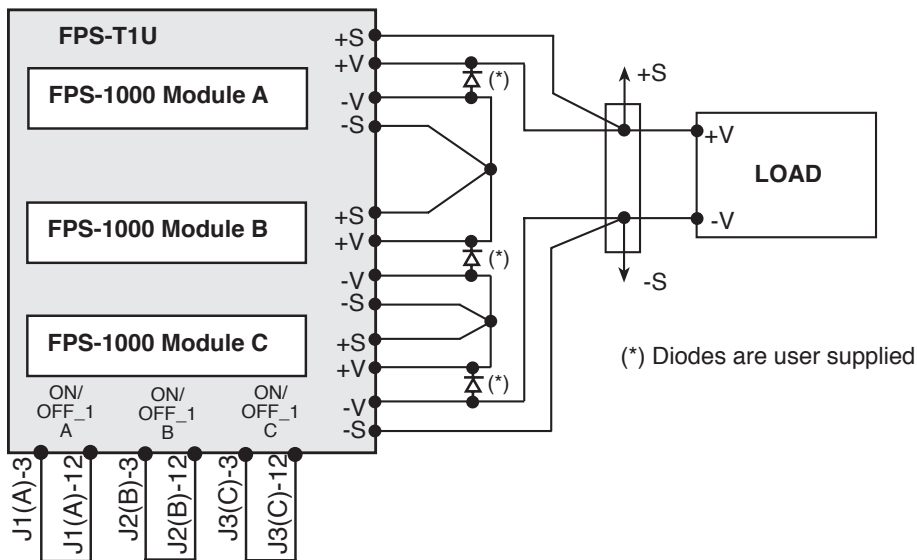 FPS-T1U
FPS-1000 Module A
FPS-1000 Module B
FPS-1000 Module C
+S
+V
-V
-S
+S
+V
-V
-S
+S
+V
-V
-S
(*)
(*)
(*)
+S
-S
+V
-V
LOAD
(*) Diodes are user supplied
ON/
OFF_1
A
ON/
OFF_1
B
ON/
OFF_1
C
J1(A)-3
J1(A)-12
J2(B)-3
J2(B)-12
J3(C)-3
J3(C)-12